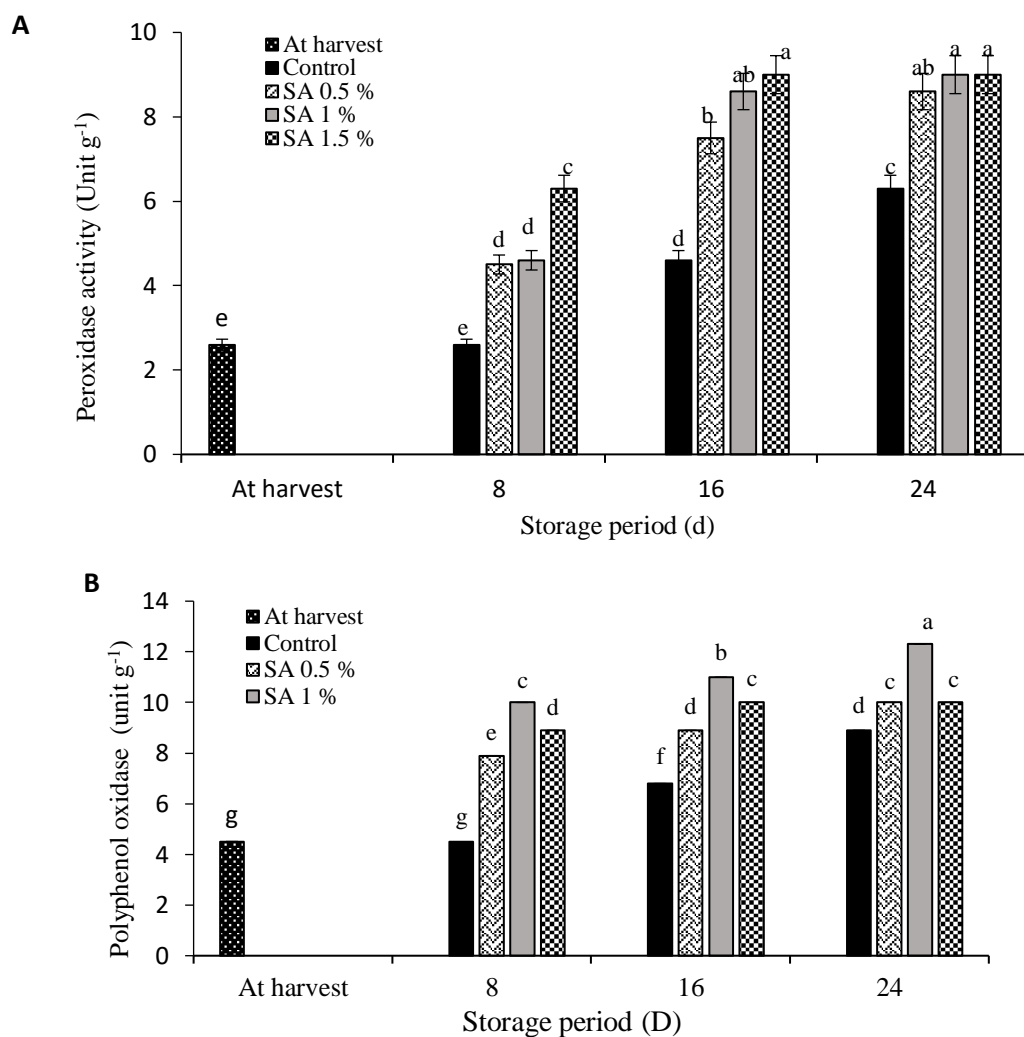 A
Peroxidase activity (Unit g-1)
10
8
6
4
2
0
At harvest
Control
SA 0.5 %
SA 1 %
SA 1.5 %
e
e
d
d
c
d
b
ab
a
c
ab
a
a
At harvest
8
16
24
Storage period (d)
B
Polyphenol oxidase (unit g-1)
14
12
10
8
6
4
2
0
At harvest
Control
SA 0.5 %
SA 1 %
g
g
e
c
d
f
d
b
c
d
c
a
c
At harvest
8
16
24
Storage period (D)